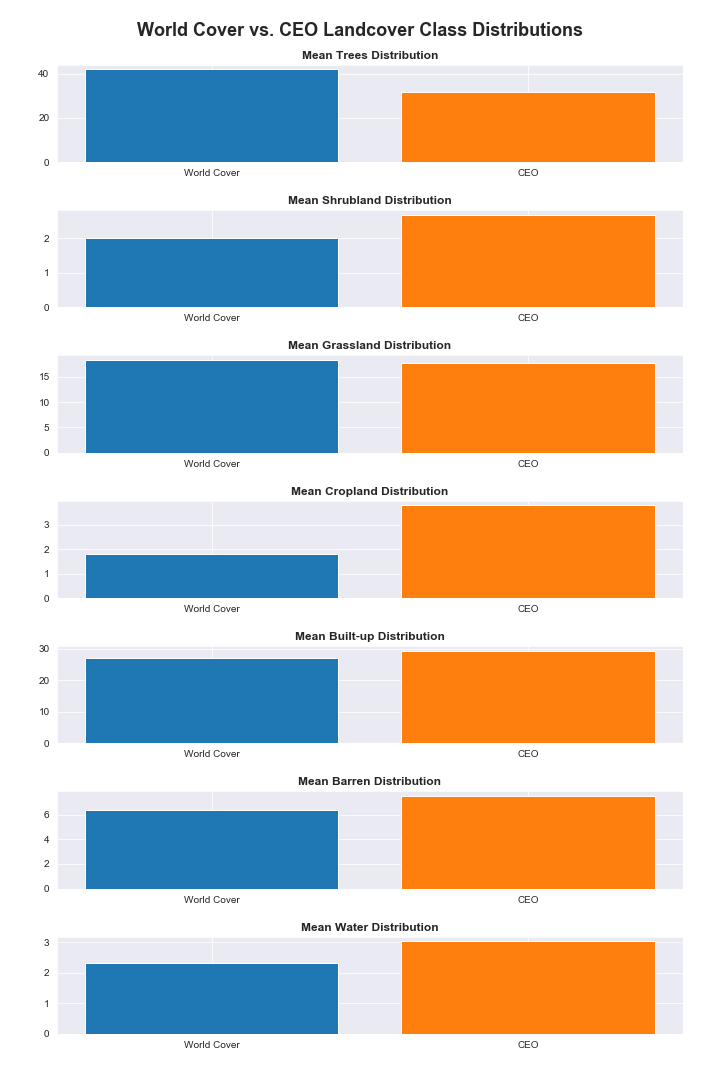 World Cover vs. CEO Landcover Class Distributions
Mean Trees Distribution
40
20
0
World Cover CEO
Mean Shrubland Distribution
2
1
0
World Cover CEO
Mean Grassland Distribution
15
10
5
0
World Cover CEO
Mean Cropland Distribution
3
2
1
0
World Cover CEO
Mean Built-up Distribution
30
20
10
0
World Cover CEO
Mean Barren Distribution
6
4
2
0
World Cover CEO
Mean Water Distribution
3
2
1
0
World Cover CEO